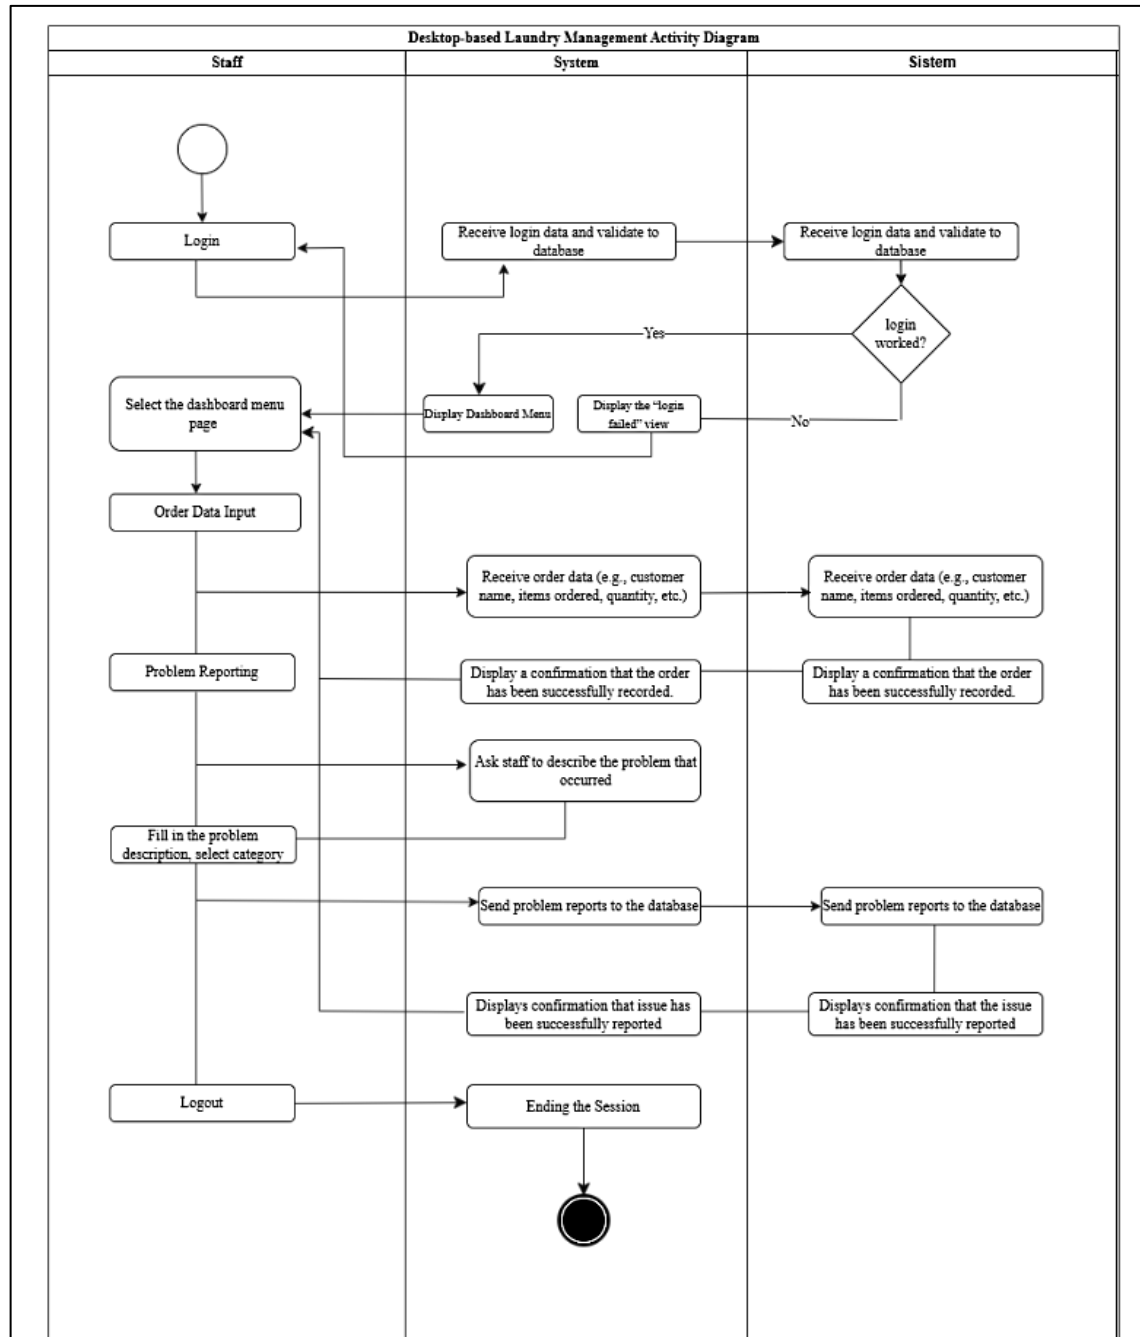 Desktop-based Laundry Management Activity Diagram
Staff
System
Sistem
Login
Receive login data and validate to
database
Receive login data and validate to
database
login
worked?
Yes
Select the dashboard menu
page
Display Dashboard Menu
Display the “login
failed” view
No
Order Data Input
Receive order data (e.g., customer
name, items ordered, quantity, etc.)
Receive order data (e.g., customer
name, items ordered, quantity, etc.)
Problem Reporting
Display a confirmation that the order
has been successfully recorded.
Display a confirmation that the order
has been successfully recorded.
Ask staff to describe the problem that
occurred
Fill in the problem
description, select category
Send problem reports to the database
Send problem reports to the database
Displays confirmation that issue has
been successfully reported
Displays confirmation that the issue
has been successfully reported
Logout
Ending the Session